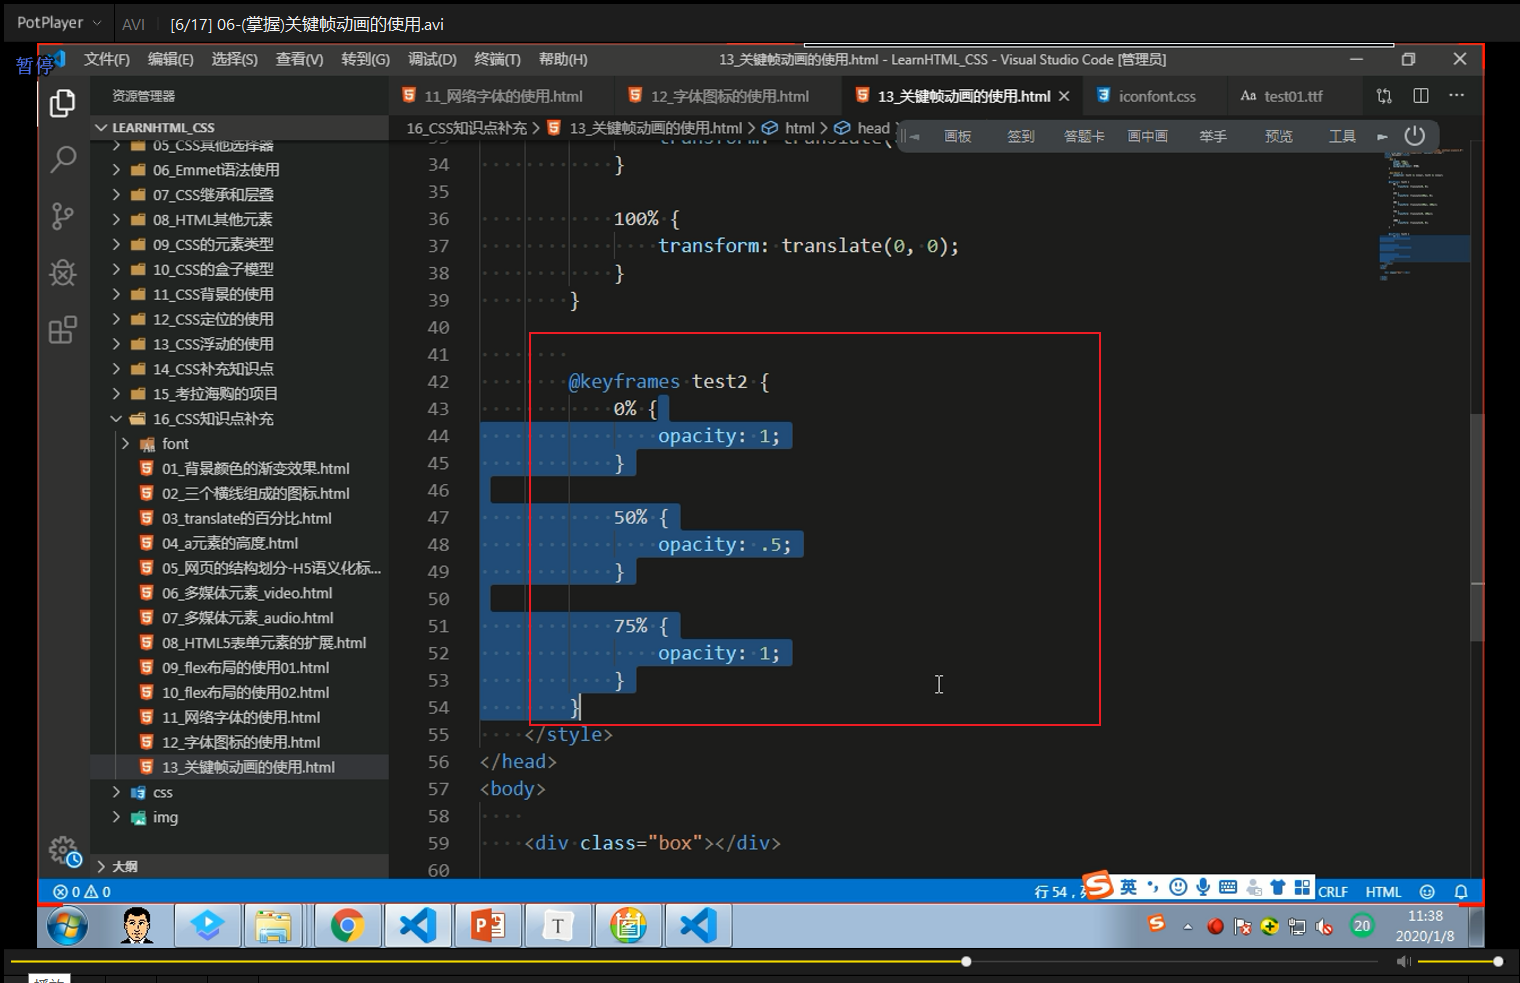 PotPlayer
AVI
[6/17] 06-(掌握)关键帧动画的使用.avi
暂停
文件(F) 编辑(E) 选择(S) 查看(V) 转到(G) 调试(D) 终端(T) 帮助(H)
13_关键帧动画的使用.html - LearnHTML_CSS - Visual Studio Code [管理员]
资源管理器
11_网络字体的使用.html
12_字体图标的使用.html
13_关键帧动画的使用.html
iconfont.css
Aa test01.ttf
LEARNHTML_CSS
16_CSS知识点补充 > 13_关键帧动画的使用.html > html > head
画板 签到 答题卡 画中画 举手 预览 工具
05_CSS其他选择器
06_Emmet语法使用
07_CSS继承和层叠
08_HTML其他元素
09_CSS的元素类型
10_CSS的盒子模型
11_CSS背景的使用
12_CSS定位的使用
13_CSS浮动的使用
14_CSS补充知识点
15_考拉海购的项目
16_CSS知识点补充
font
01_背景颜色的渐变效果.html
02_三个横线组成的图标.html
03_translate的百分比.html
04_a元素的高度.html
05_网页的结构划分-H5语义化标...
06_多媒体元素_video.html
07_多媒体元素_audio.html
08_HTML5表单元素的扩展.html
09_flex布局的使用01.html
10_flex布局的使用02.html
11_网络字体的使用.html
12_字体图标的使用.html
13_关键帧动画的使用.html
css
img
大纲
33 transform: translate(
34 }
35
36 100% {
37 transform: translate(0, 0);
38 }
39 }
40
41
42 @keyframes test2 {
43 0% {
44 opacity: 1;
45 }
46
47 50% {
48 opacity: .5;
49 }
50
51 75% {
52 opacity: 1;
53 }
54 }
55 </style>
56 </head>
57 <body>
58
59 <div class="box"></div>
60
0 0
行 54，
英
CRLF
HTML
T
20
11:38
2020/1/8